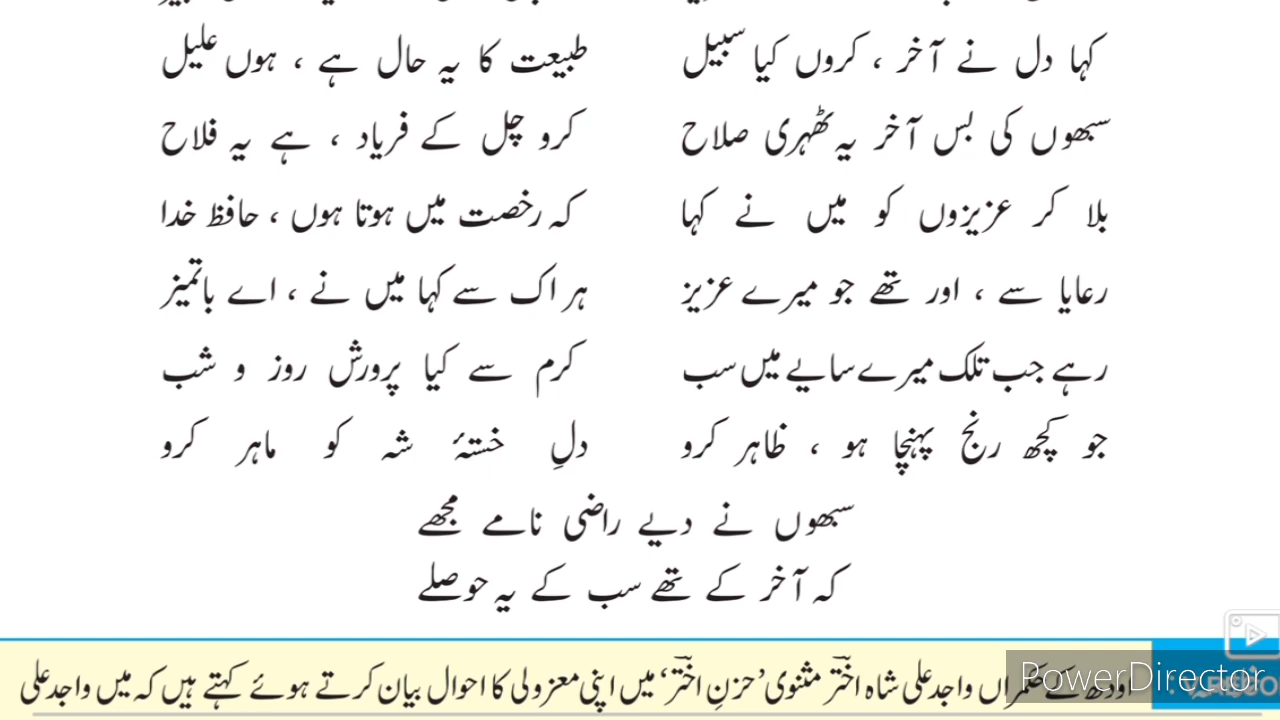 کہا دل نے آخر ، کروں کیا سبیل طبیعت کا یہ حال ہے ، ہوں علیل
سبھوں کی بس آخر یہ ٹھہری صلاح کرو چل کے فریاد ، ہے یہ فلاح
بلا کر عزیزوں کو میں نے کہا کہ رخصت میں ہوتا ہوں ، حافظ خدا
رعایا سے ، اور تھے جو میرے عزیز ہر اک سے کہا میں نے ، اے باتمیز
رہے جب تلک میرے سایے میں سب کرم سے کیا پرورش روز و شب
جو کچھ رنج پہنچا ہو ، ظاہر کرو دلِ خستۂ شہ کو ماہر کرو
سبھوں نے دیے راضی نامے مجھے
کہ آخر کے تھے سب کے یہ حوصلے
اودھ کے حکمراں واجد علی شاہ اختؔر مثنوی ’حزنِ اختؔر‘ میں اپنی معزولی کا احوال بیان کرتے ہوئے کہتے ہیں کہ میں واجد علی
PowerDirector